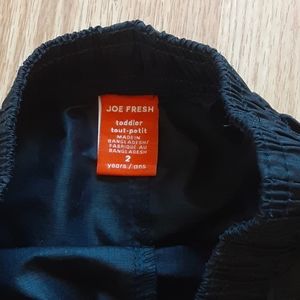 JOE FRESH
toddler
tout-petit
MADE IN
BANGLADESH/
FABRIQUÉ AU
BANGLADESH
2
years/ans